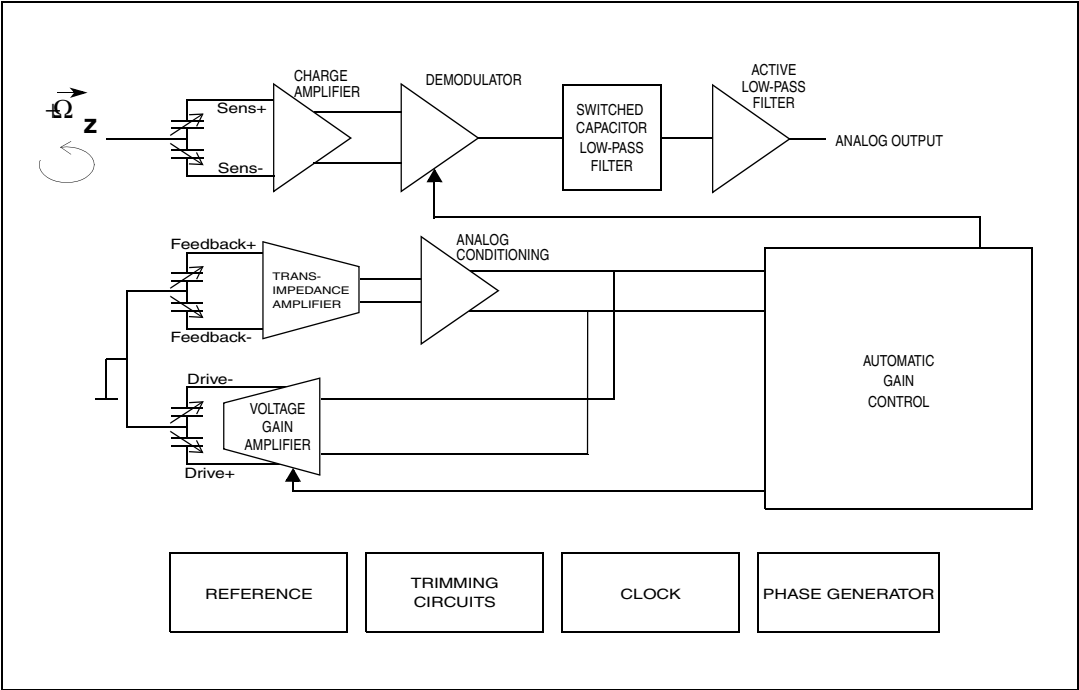 CHARGE
AMPLIFIER
DEMODULATOR
ACTIVE
LOW-PASS
FILTER
+Ω
z
Sens+
Sens-
SWITCHED
CAPACITOR
LOW-PASS
FILTER
ANALOG OUTPUT
Feedback+
Feedback-
TRANS-
IMPEDANCE
AMPLIFIER
ANALOG
CONDITIONING
AUTOMATIC
GAIN
CONTROL
Drive-
Drive+
VOLTAGE
GAIN
AMPLIFIER
REFERENCE
TRIMMING
CIRCUITS
CLOCK
PHASE GENERATOR